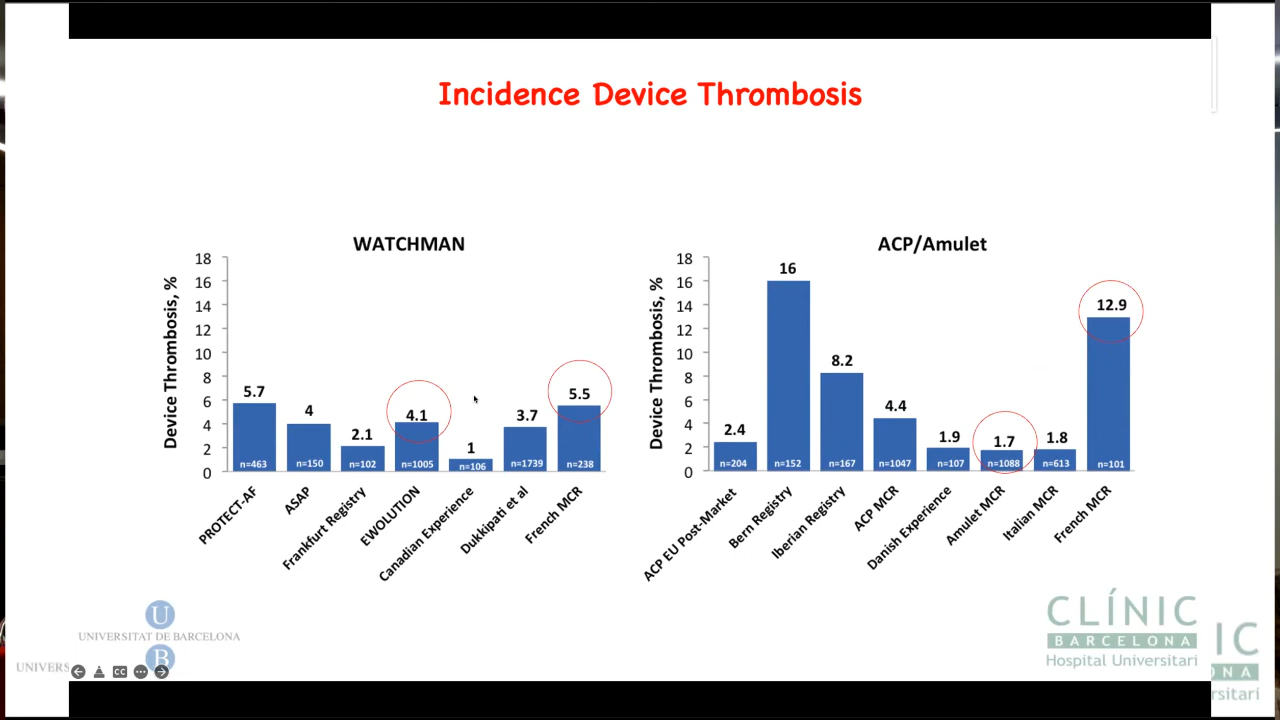 Incidence Device Thrombosis
WATCHMAN
Device Thrombosis, %
18
16
14
12
10
8
6
4
2
0
5.7
4
2.1
4.1
1
3.7
5.5
n=463
n=150
n=102
n=1005
n=106
n=1739
n=238
PROTECT-AF
ASAP
Frankfurt Registry
EWOLUTION
Canadian Experience
Dukkipati et al
French MCR
ACP/Amulet
Device Thrombosis, %
18
16
14
12
10
8
6
4
2
0
2.4
16
8.2
4.4
1.9
1.7
1.8
12.9
n=204
n=152
n=167
n=1047
n=107
n=1088
n=613
n=101
ACP EU Post-Market
Bern Registry
Iberian Registry
ACP MCR
Danish Experience
Amulet MCR
Italian MCR
French MCR
U
UNIVERSITAT DE BARCELONA
B
UNIVERS
CC
CLÍNIC
BARCELONA
Hospital Universitari
IC
ONA
rsitari